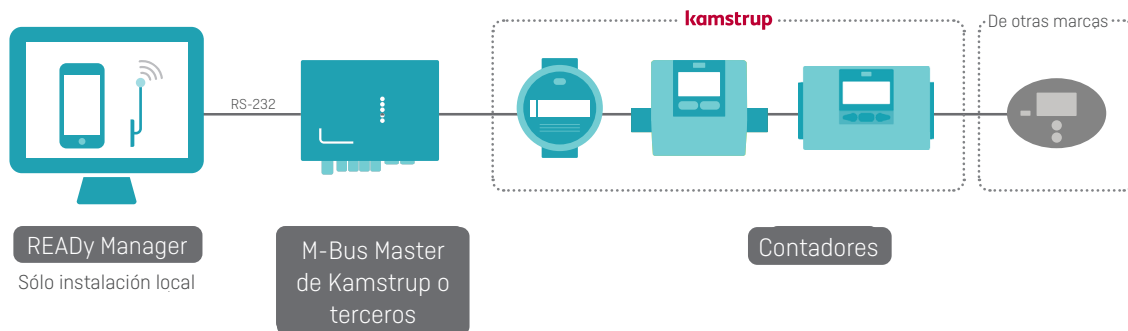 kamstrup
De otras marcas
RS-232
READy Manager
Sólo instalación local
M-Bus Master
de Kamstrup o
terceros
Contadores